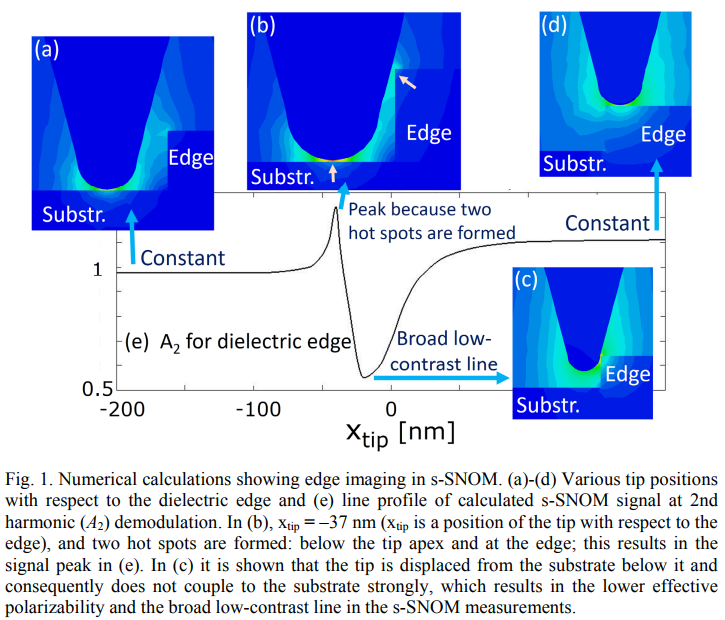 (a)
(b)
(d)
Edge
Edge
Edge
Substr.
Substr.
Substr.
Peak because two
hot spots are formed
Constant
Constant
(c)
1
(e) A2 for dielectric edge
Broad low-
contrast line
Edge
Substr.
0.5
-200
-100
0
xtip [nm]
Fig. 1. Numerical calculations showing edge imaging in s-SNOM. (a)-(d) Various tip positions
with respect to the dielectric edge and (e) line profile of calculated s-SNOM signal at 2nd
harmonic (A2) demodulation. In (b), xtip = –37 nm (xtip is a position of the tip with respect to the
edge), and two hot spots are formed: below the tip apex and at the edge; this results in the
signal peak in (e). In (c) it is shown that the tip is displaced from the substrate below it and
consequently does not couple to the substrate strongly, which results in the lower effective
polarizability and the broad low-contrast line in the s-SNOM measurements.